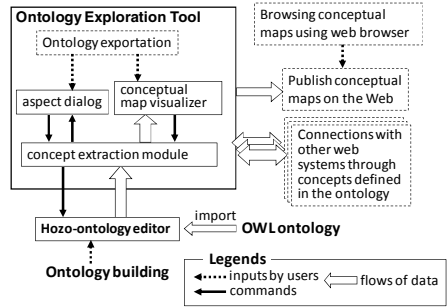 Ontology Exploration Tool
Ontology exportation
aspect dialog
conceptual
map visualizer
concept extraction module
Browsing conceptual
maps using web browser
Publish conceptual
maps on the Web
Connections with
other web
systems through
concepts defined
in the ontology
import
Hozo-ontology editor
OWL ontology
Ontology building
Legends
inputs by users
commands
flows of data